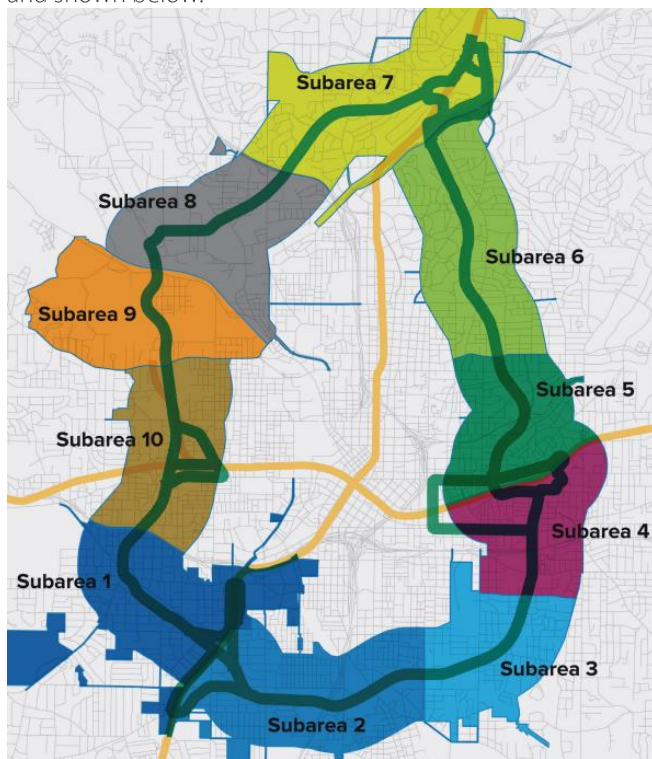 and shown below.
Subarea 7
Subarea 8
Subarea 6
Subarea 9
Subarea 5
Subarea 10
Subarea 4
Subarea 1
Subarea 3
Subarea 2